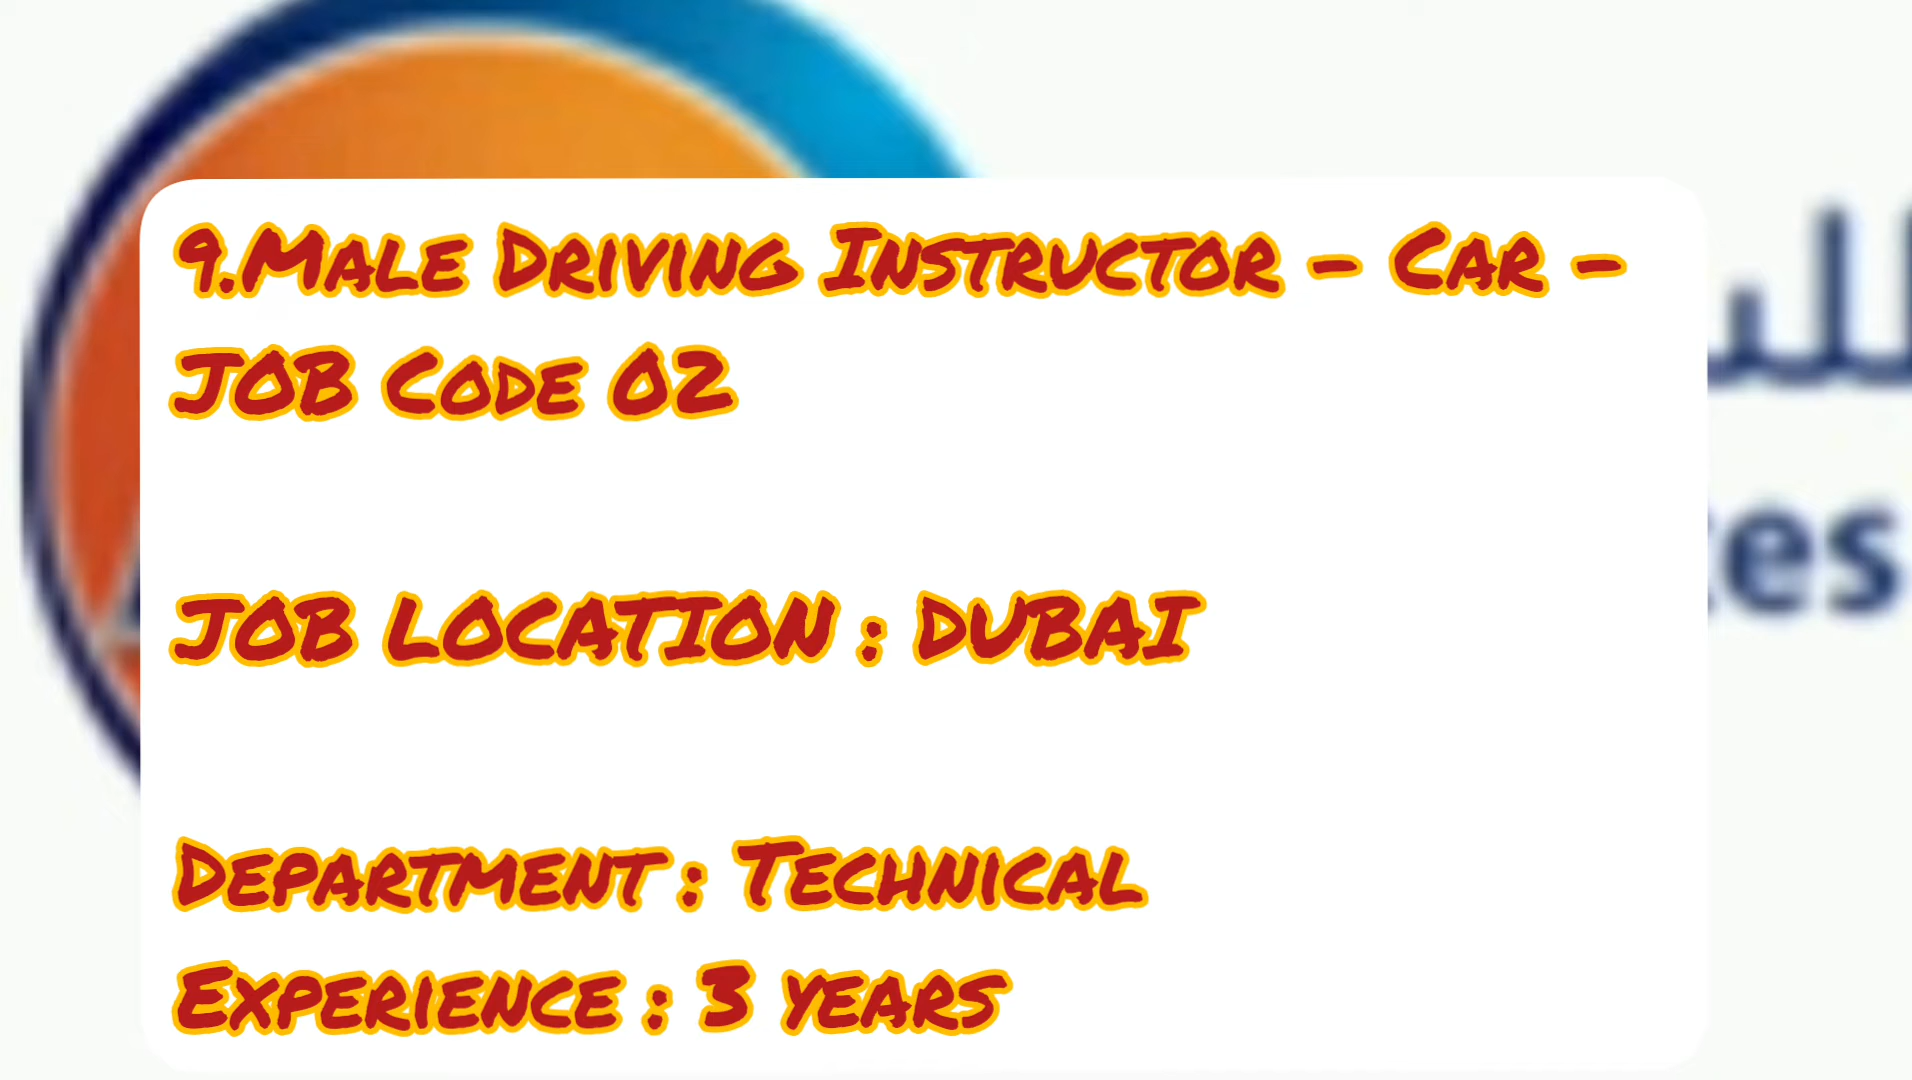 9.Male Driving Instructor – Car –
JOB Code 02
JOB LOCATION : DUBAI
Department : Technical
Experience : 3 years